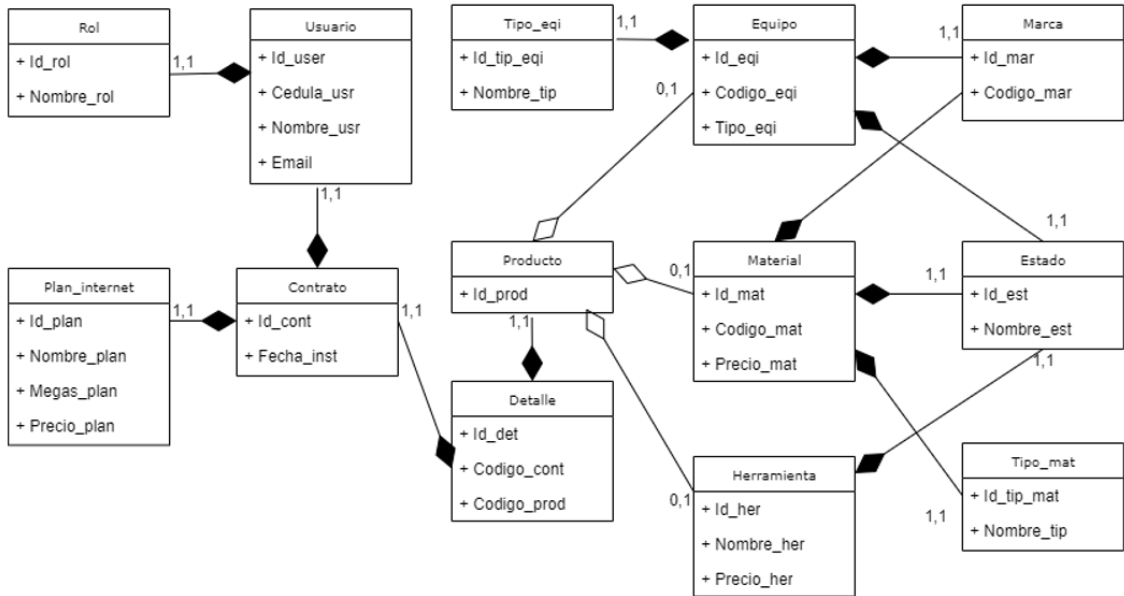 Rol
+ Id_rol
+ Nombre_rol
1,1
Usuario
+ Id_user
+ Cedula_usr
+ Nombre_usr
+ Email
1,1
Tipo_eqi
+ Id_tip_eqi
+ Nombre_tip
1,1
Equipo
+ Id_eqi
+ Codigo_eqi
+ Tipo_eqi
1,1
Marca
+ Id_mar
+ Codigo_mar
0,1
1,1
Plan_internet
+ Id_plan
+ Nombre_plan
+ Megas_plan
+ Precio_plan
1,1
Contrato
+ Id_cont
+ Fecha_inst
1,1
Producto
+ Id_prod
1,1
0,1
Material
+ Id_mat
+ Codigo_mat
+ Precio_mat
1,1
Estado
+ Id_est
+ Nombre_est
1,1
Detalle
+ Id_det
+ Codigo_cont
+ Codigo_prod
0,1
Herramienta
+ Id_her
+ Nombre_her
+ Precio_her
1,1
Tipo_mat
+ Id_tip_mat
+ Nombre_tip